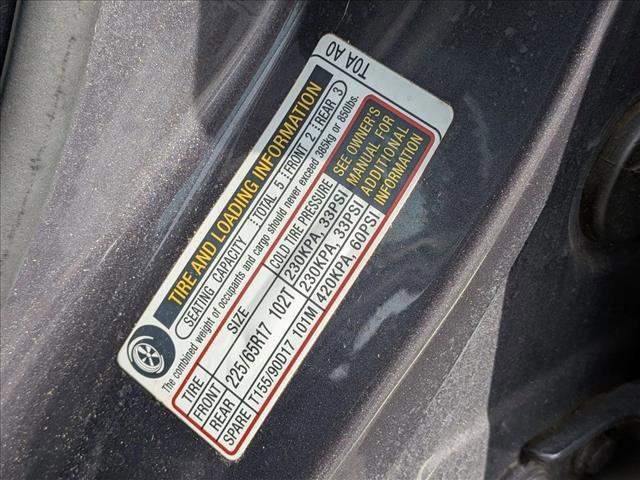 T0A A0
TIRE AND LOADING INFORMATION
SEATING CAPACITY TOTAL 5 FRONT 2 REAR 3
The combined weight of occupants and cargo should never exceed 385kg or 850lbs.
TIRE SIZE COLD TIRE PRESSURE
FRONT 225/65R17 102T 230KPA, 33PSI
REAR 230KPA, 33PSI
SPARE T155/90D17 101M 420KPA, 60PSI
SEE OWNER'S
MANUAL FOR
ADDITIONAL
INFORMATION